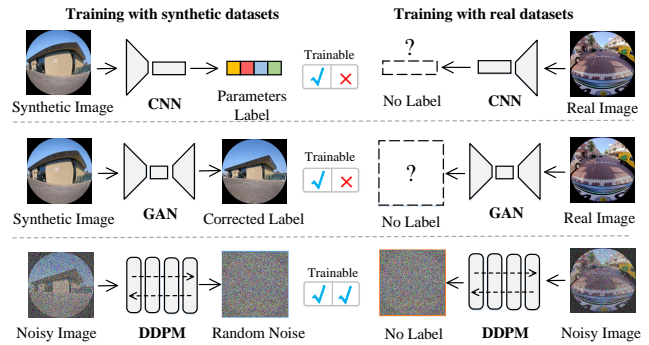 Training with synthetic datasets
Training with real datasets
Trainable
?
Synthetic Image
CNN
Parameters
Label
No Label
CNN
Real Image
Trainable
?
Synthetic Image
GAN
Corrected Label
No Label
GAN
Real Image
Trainable
Noisy Image
DDPM
Random Noise
No Label
DDPM
Noisy Image